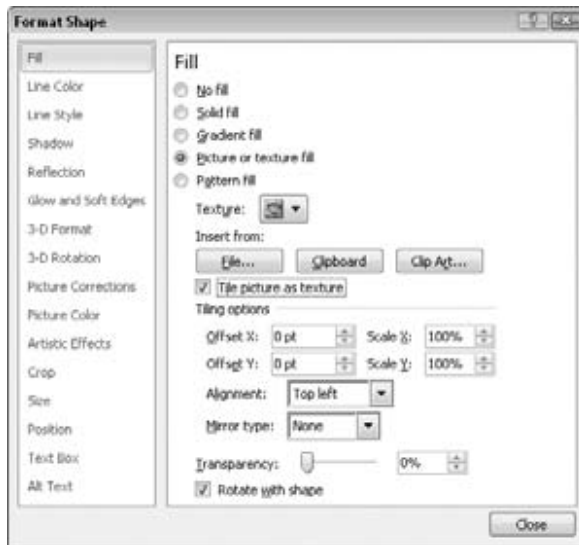 Format Shape
Fill
Line Color
Line Style
Shadow
Reflection
Glow and Soft Edges
3-D Format
3-D Rotation
Picture Corrections
Picture Color
Artistic Effects
Crop
Size
Position
Text Box
Alt Text
Fill
No fill
Solid fill
Gradient fill
Picture or texture fill
Pattern fill
Texture:
Insert from:
File... Clipboard Clip Art...
Tile picture as texture
Tiling options
Offset X: 0 pt Scale X: 100%
Offset Y: 0 pt Scale Y: 100%
Alignment: Top left
Mirror type: None
Transparency: 0%
Rotate with shape
Close